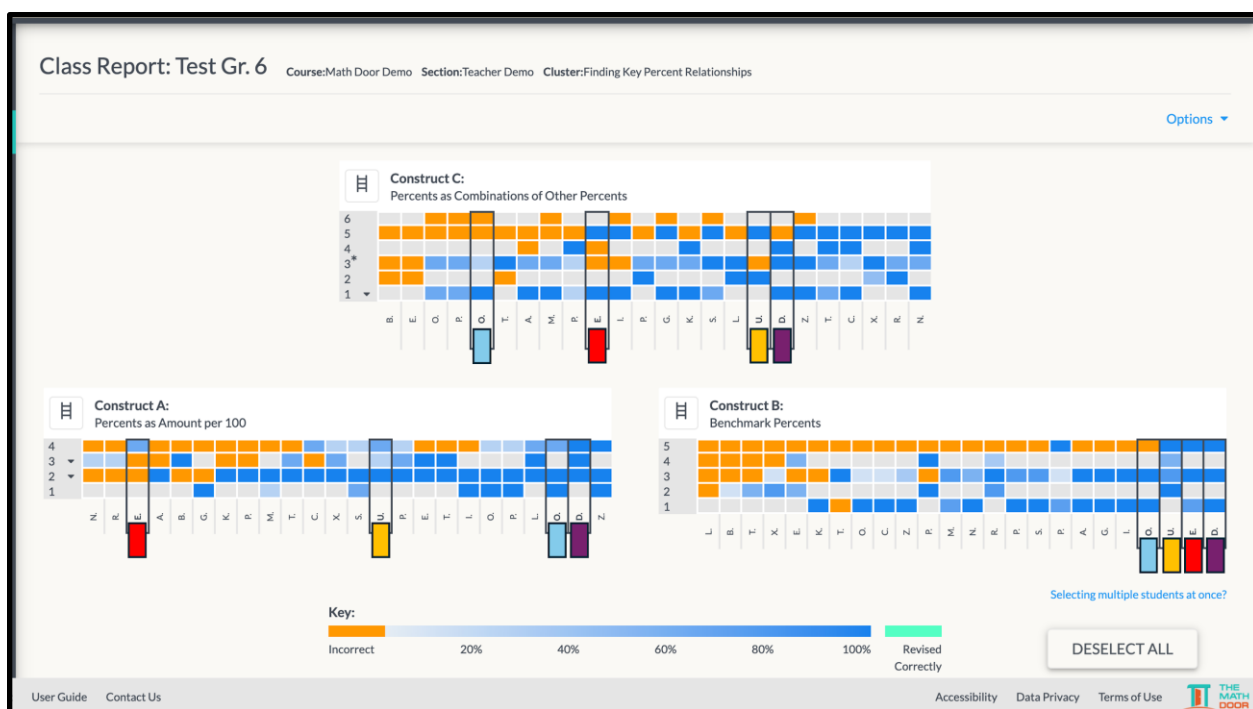 Class Report: Test Gr. 6 Course:Math Door Demo Section:Teacher Demo Cluster:Finding Key Percent Relationships
Options
Construct C:
Percents as Combinations of Other Percents
6
5
4
3*
2
1
B. E. O. P. O. T. A. M. P. E. I. P. G. K. S. L. U. D. Z. T. C. X. R. N.
Construct A:
Percents as Amount per 100
4
3
2
1
N. R. E. A. B. G. K. P. M. T. C. X. S. U. P. E. T. I. O. P. L. O. D. Z.
Construct B:
Benchmark Percents
5
4
3
2
1
L. B. T. X. E. K. T. O. C. Z. P. M. N. R. P. S. P. A. G. I. O. U. E. D.
Selecting multiple students at once?
Key:
Incorrect 20% 40% 60% 80% 100% Revised Correctly
DESELECT ALL
User Guide Contact Us Accessibility Data Privacy Terms of Use THE MATH DOOR